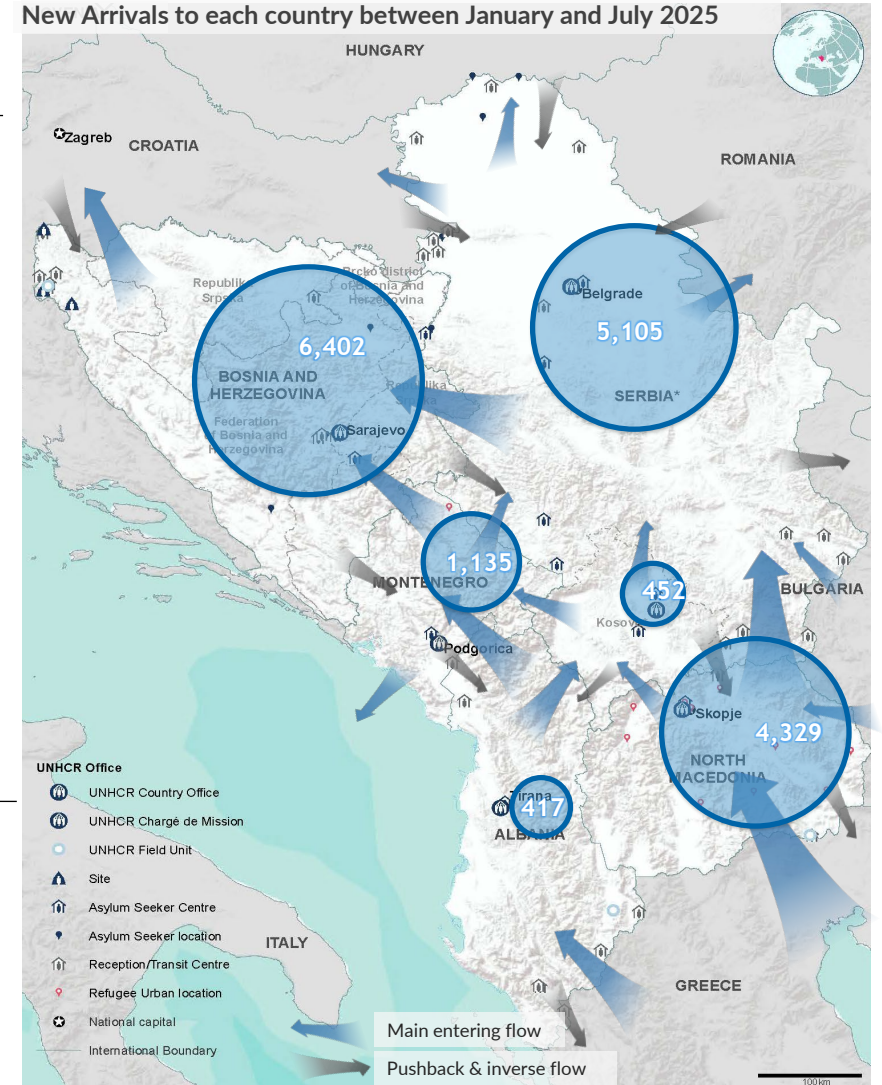 New Arrivals to each country between January and July 2025
HUNGARY
Zagreb
CROATIA
ROMANIA
Republika
Srpska
Brcko district
of Bosnia and
Herzegovina
Belgrade
6,402
5,105
BOSNIA AND
HERZEGOVINA
Republika
SERBIA*
Federation
of Bosnia and
Herzegovina
Sarajevo
1,135
MONTENEGRO
452
BULGARIA
Kosovo
Podgorica
Skopje
4,329
NORTH
MACEDONIA
Tirana
417
ALBANIA
UNHCR Office
UNHCR Country Office
UNHCR Chargé de Mission
UNHCR Field Unit
Site
Asylum Seeker Centre
Asylum Seeker location
Reception/Transit Centre
Refugee Urban location
National capital
International Boundary
ITALY
GREECE
Main entering flow
Pushback & inverse flow
100km